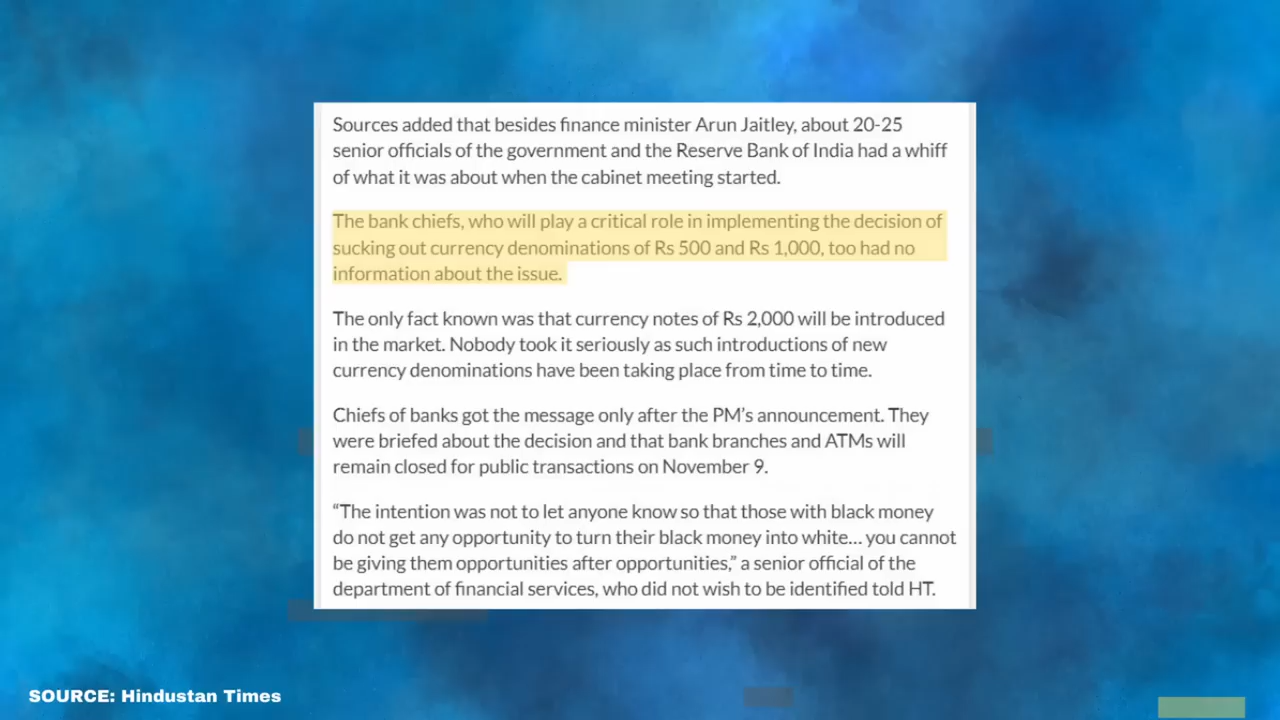 Sources added that besides finance minister Arun Jaitley, about 20-25
senior officials of the government and the Reserve Bank of India had a whiff
of what it was about when the cabinet meeting started.
The bank chiefs, who will play a critical role in implementing the decision of
sucking out currency denominations of Rs 500 and Rs 1,000, too had no
information about the issue.
The only fact known was that currency notes of Rs 2,000 will be introduced
in the market. Nobody took it seriously as such introductions of new
currency denominations have been taking place from time to time.
Chiefs of banks got the message only after the PM’s announcement. They
were briefed about the decision and that bank branches and ATMs will
remain closed for public transactions on November 9.
“The intention was not to let anyone know so that those with black money
do not get any opportunity to turn their black money into white... you cannot
be giving them opportunities after opportunities,” a senior official of the
department of financial services, who did not wish to be identified told HT.
SOURCE: Hindustan Times